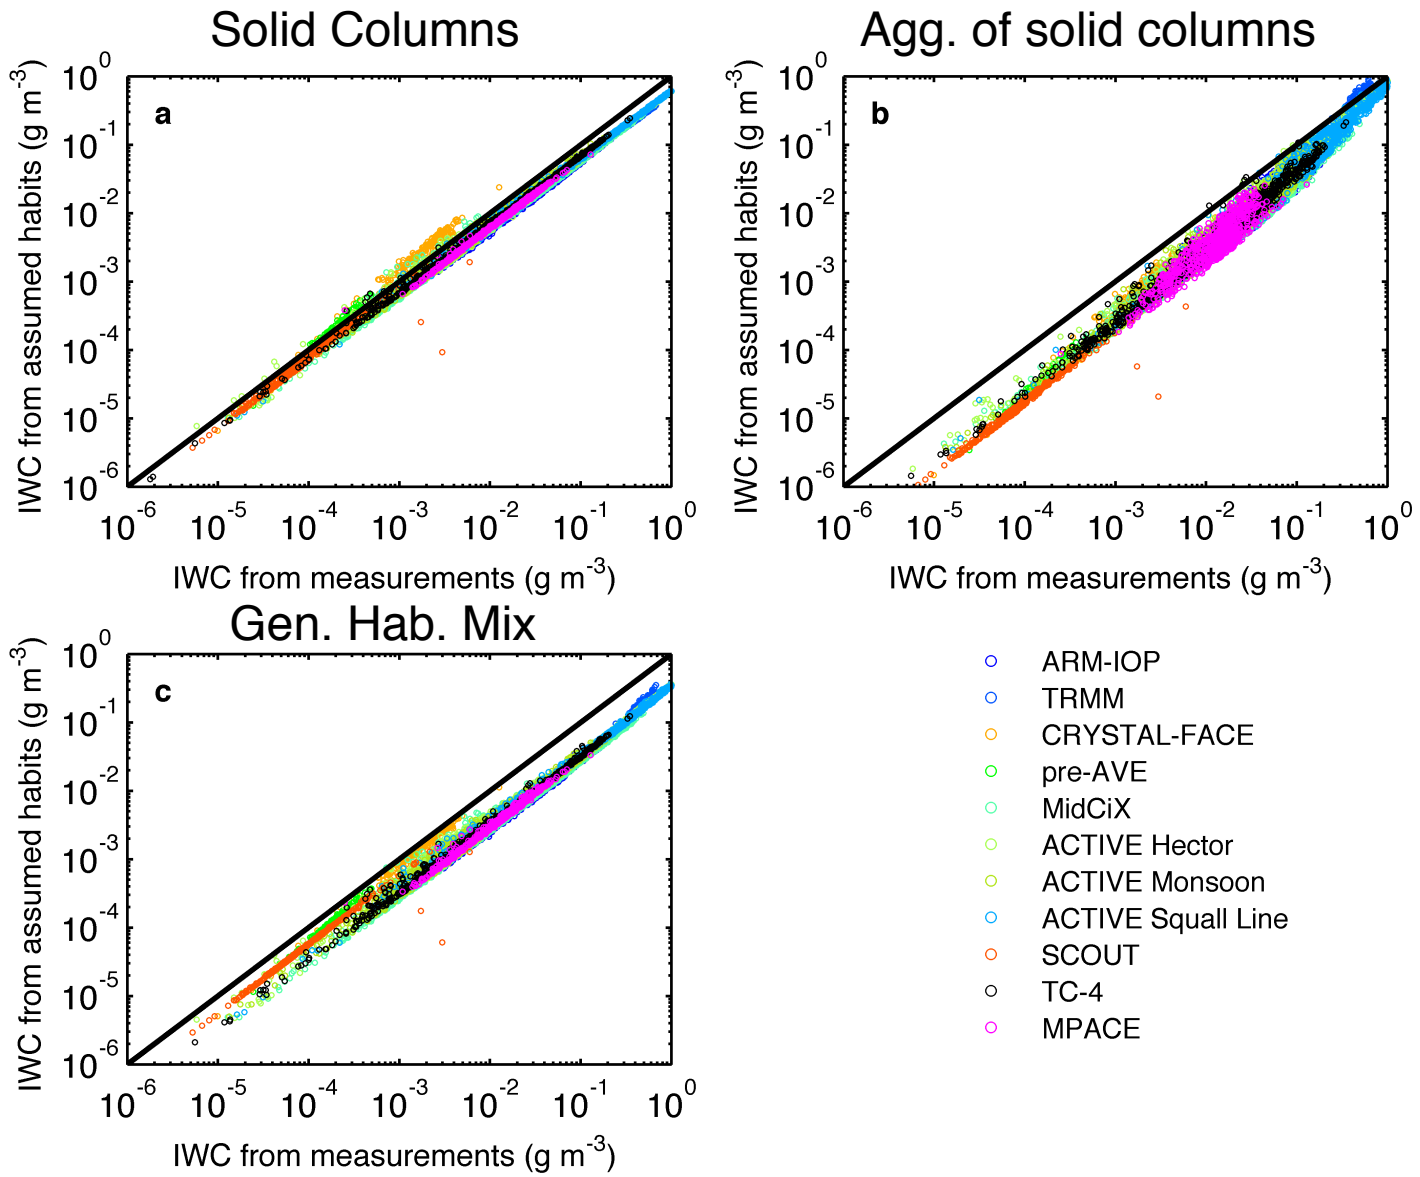 Solid Columns
Agg. of solid columns
a
b
10^0
10^-1
10^-2
10^-3
10^-4
10^-5
10^-6
IWC from assumed habits (g m^-3)
10^-6 10^-5 10^-4 10^-3 10^-2 10^-1 10^0
IWC from measurements (g m^-3)
10^0
10^-1
10^-2
10^-3
10^-4
10^-5
10^-6
IWC from assumed habits (g m^-3)
10^-6 10^-5 10^-4 10^-3 10^-2 10^-1 10^0
IWC from measurements (g m^-3)
Gen. Hab. Mix
c
10^0
10^-1
10^-2
10^-3
10^-4
10^-5
10^-6
IWC from assumed habits (g m^-3)
10^-6 10^-5 10^-4 10^-3 10^-2 10^-1 10^0
IWC from measurements (g m^-3)
ARM-IOP
TRMM
CRYSTAL-FACE
pre-AVE
MidCiX
ACTIVE Hector
ACTIVE Monsoon
ACTIVE Squall Line
SCOUT
TC-4
MPACE